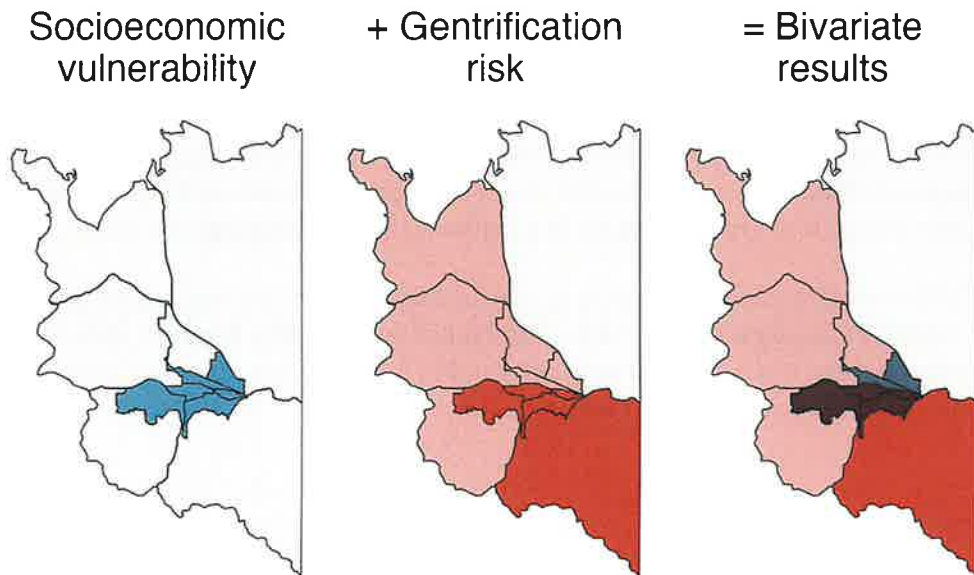 Socioeconomic
vulnerability
+ Gentrification
risk
= Bivariate
results